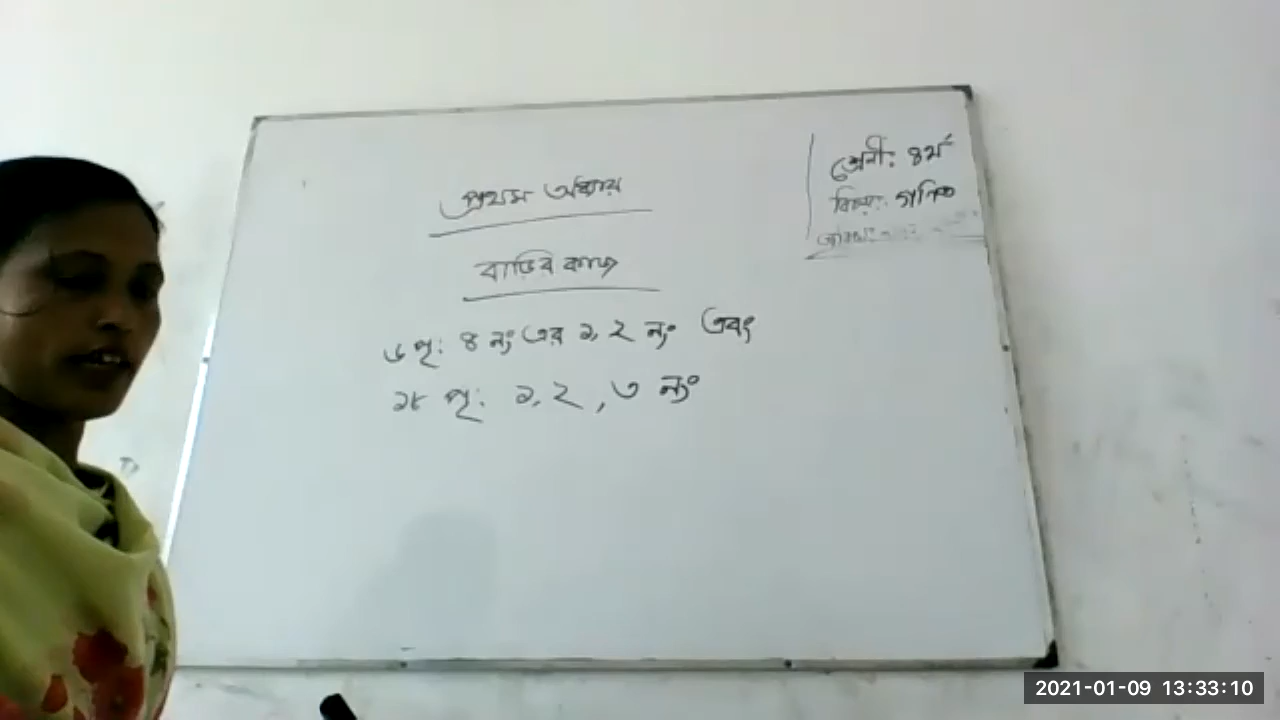 প্রথম অধ্যায়
বাড়ির কাজ
৬ পৃ: ৪ নং এর ১, ২ নং এবং
১৮ পৃ: ১, ২, ৩ নং
শ্রেনী: ৪র্থ
বিষয়: গণিত
2021-01-09 13:33:10